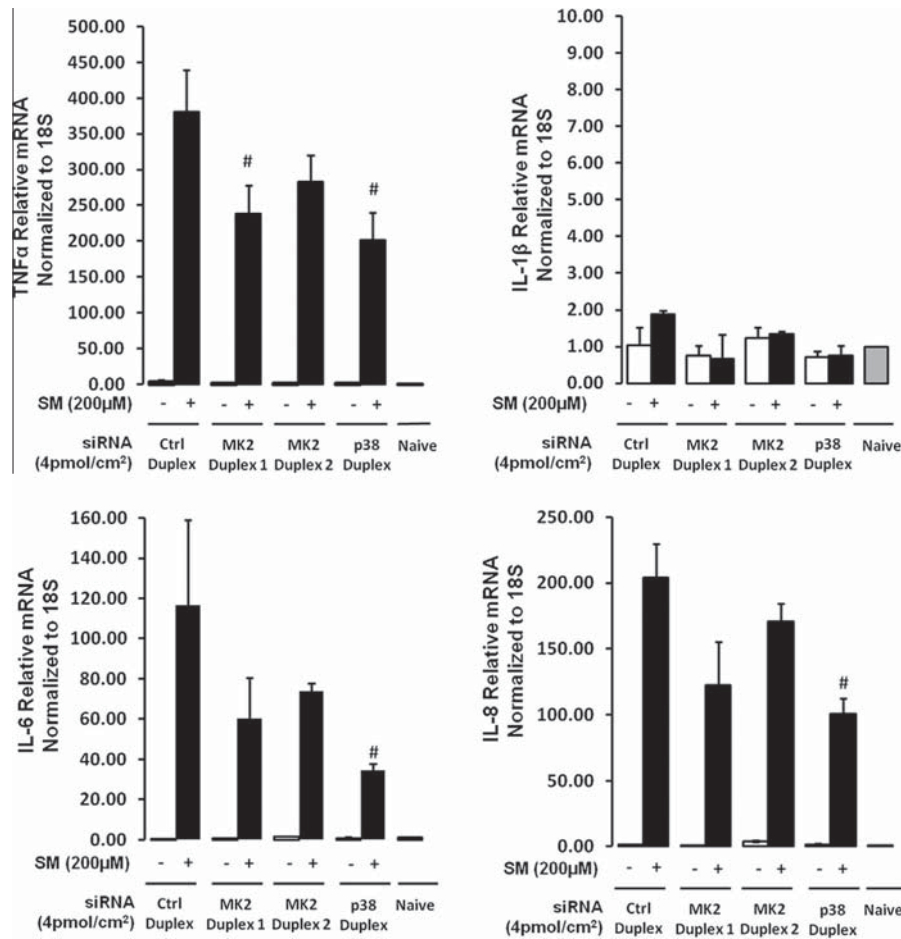 TNFα Relative mRNA
Normalized to 18S
500.00
450.00
400.00
350.00
300.00
250.00
200.00
150.00
100.00
50.00
0.00
# #
SM (200µM) - + - + - + - +
siRNA
(4pmol/cm²)
Ctrl Duplex
MK2 Duplex 1
MK2 Duplex 2
p38 Duplex
Naive
IL-1β Relative mRNA
Normalized to 18S
10.00
9.00
8.00
7.00
6.00
5.00
4.00
3.00
2.00
1.00
0.00
SM (200µM) - + - + - + - +
siRNA
(4pmol/cm²)
Ctrl Duplex
MK2 Duplex 1
MK2 Duplex 2
p38 Duplex
Naive
IL-6 Relative mRNA
Normalized to 18S
160.00
140.00
120.00
100.00
80.00
60.00
40.00
20.00
0.00
#
SM (200µM) - + - + - + - +
siRNA
(4pmol/cm²)
Ctrl Duplex
MK2 Duplex 1
MK2 Duplex 2
p38 Duplex
Naive
IL-8 Relative mRNA
Normalized to 18S
250.00
200.00
150.00
100.00
50.00
0.00
#
SM (200µM) - + - + - + - +
siRNA
(4pmol/cm²)
Ctrl Duplex
MK2 Duplex 1
MK2 Duplex 2
p38 Duplex
Naive